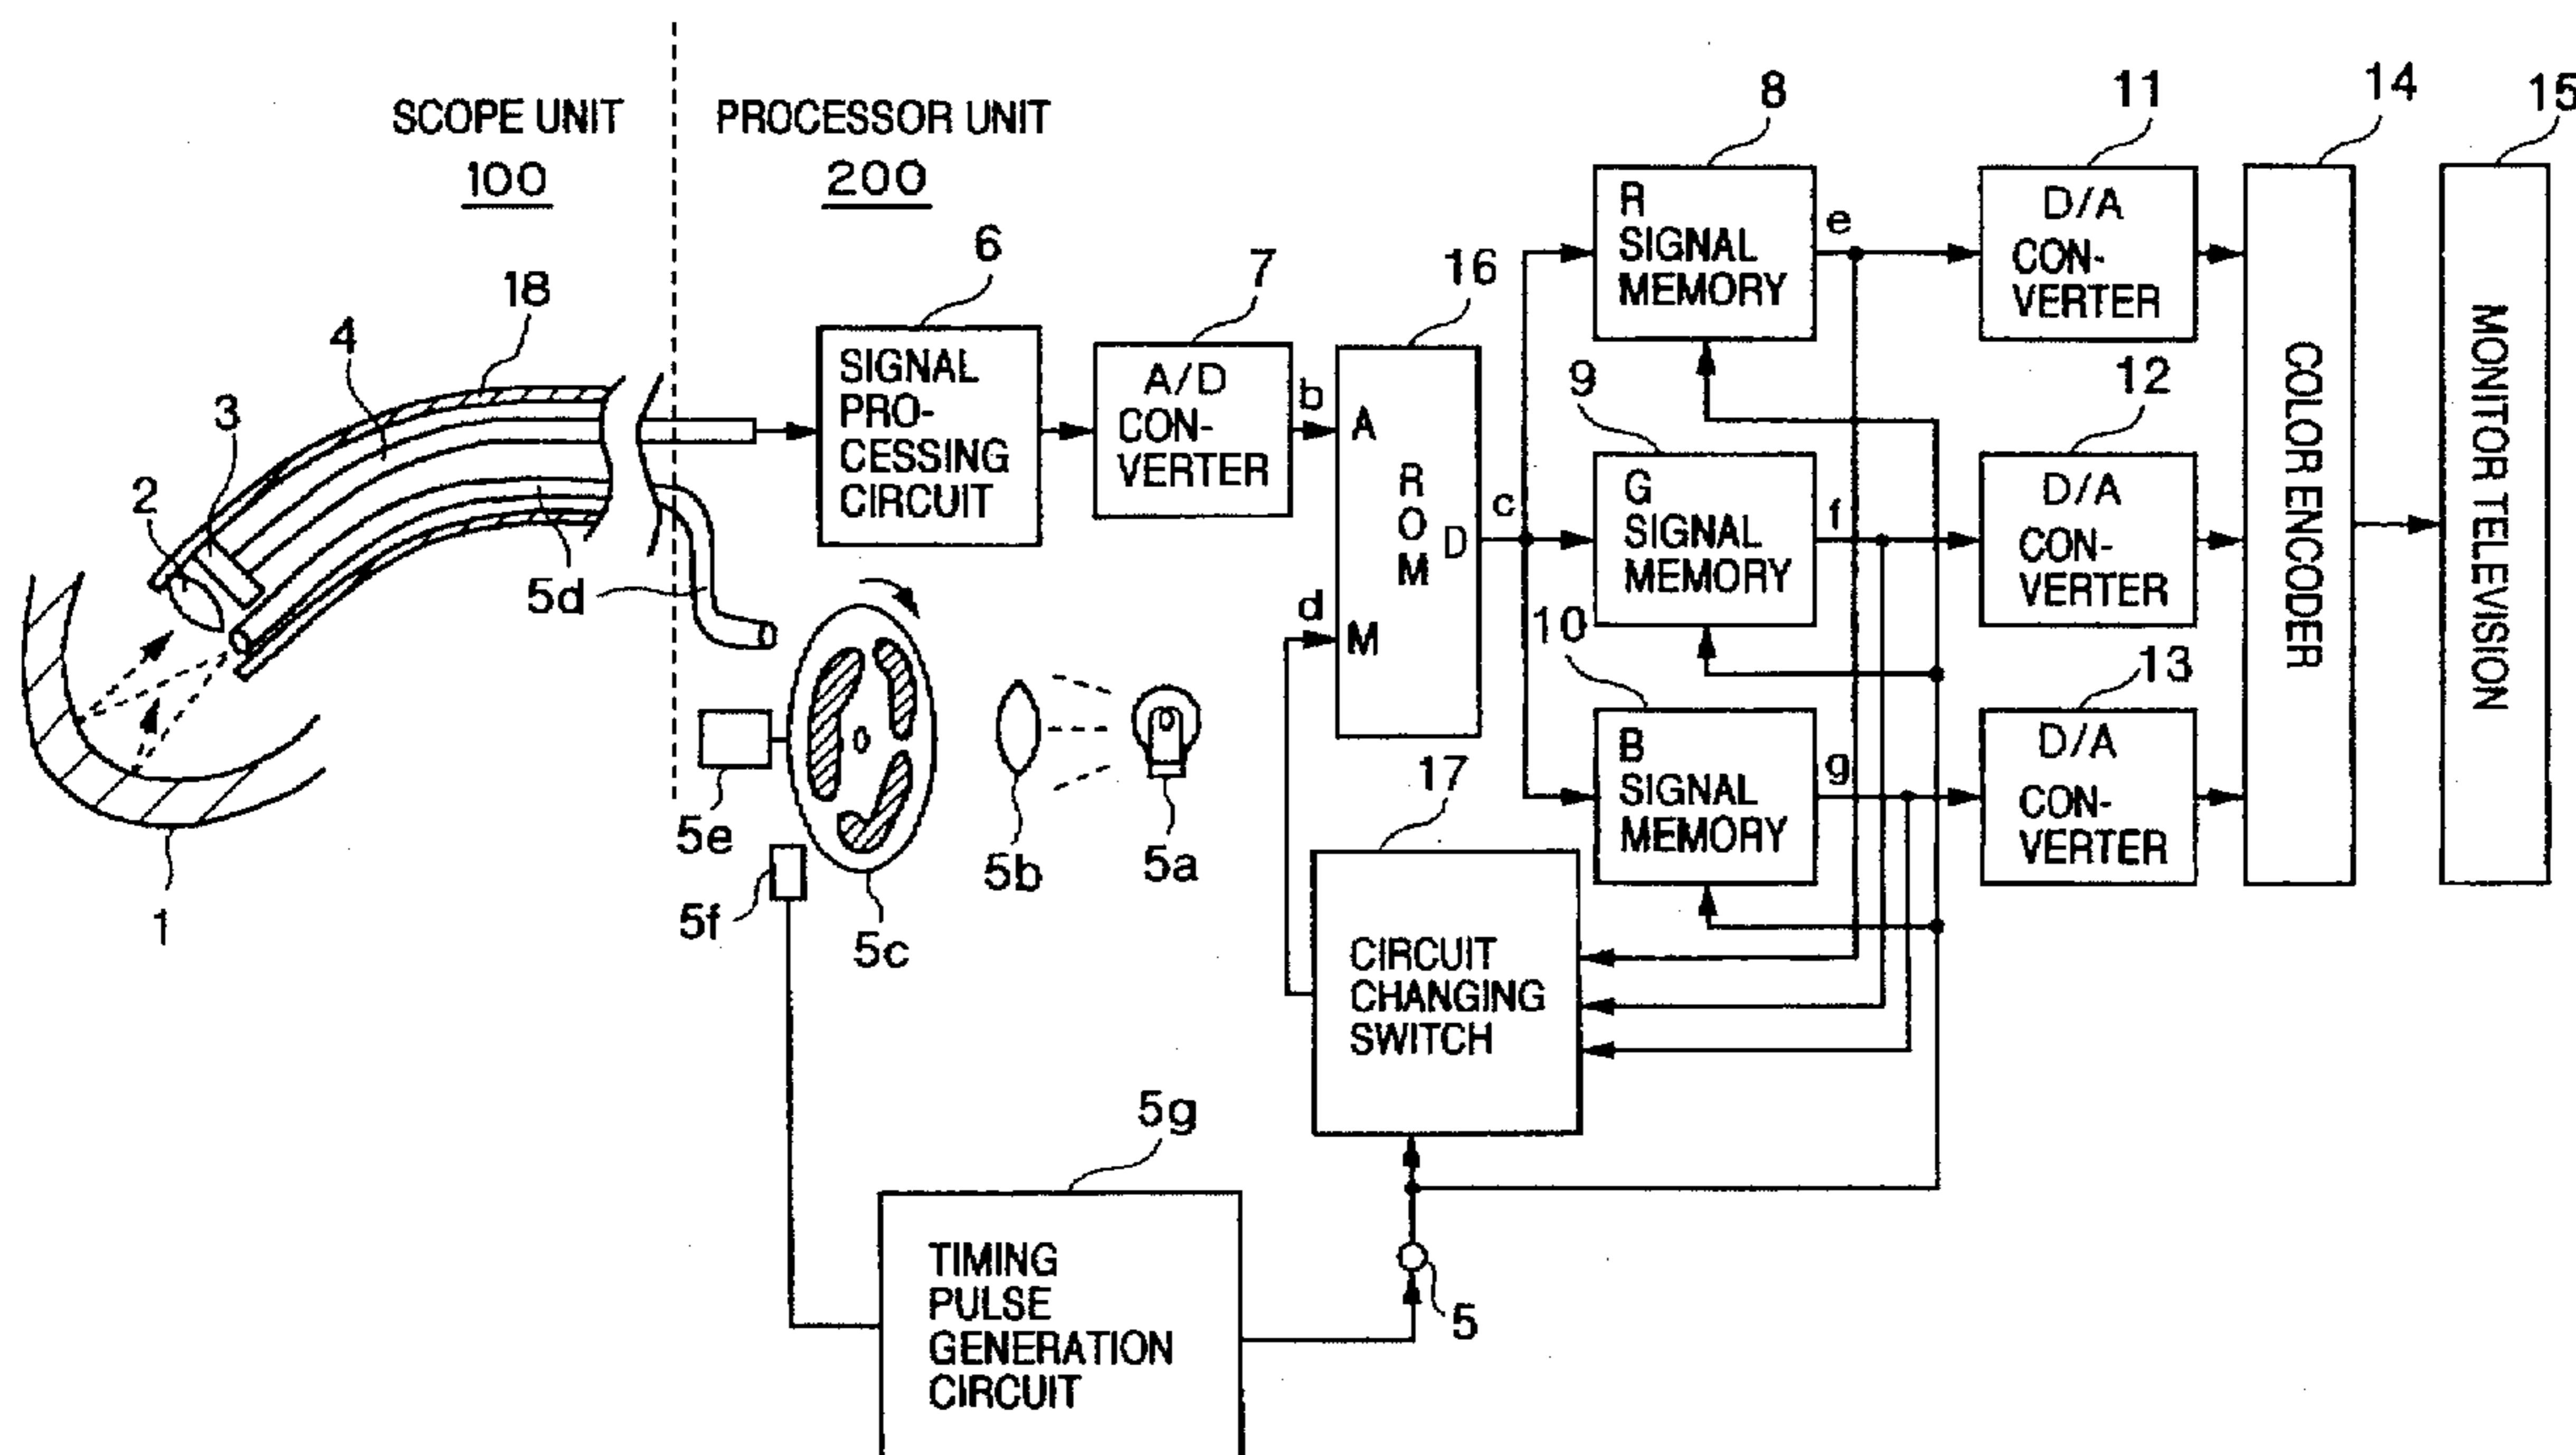 SCOPE UNIT
100
PROCESSOR UNIT
200
1
2
3
4
18
5d
6
SIGNAL
PRO-
CESSING
CIRCUIT
7
A/D
CON-
VERTER
b
16
A
ROM
D
M
c
d
8
R
SIGNAL
MEMORY
e
9
G
SIGNAL
MEMORY
f
10
B
SIGNAL
MEMORY
g
11
D/A
CON-
VERTER
12
D/A
CON-
VERTER
13
D/A
CON-
VERTER
14
COLOR ENCODER
15
MONITOR TELEVISION
17
CIRCUIT
CHANGING
SWITCH
5e
5f
5c
5b
5a
5g
TIMING
PULSE
GENERATION
CIRCUIT
5